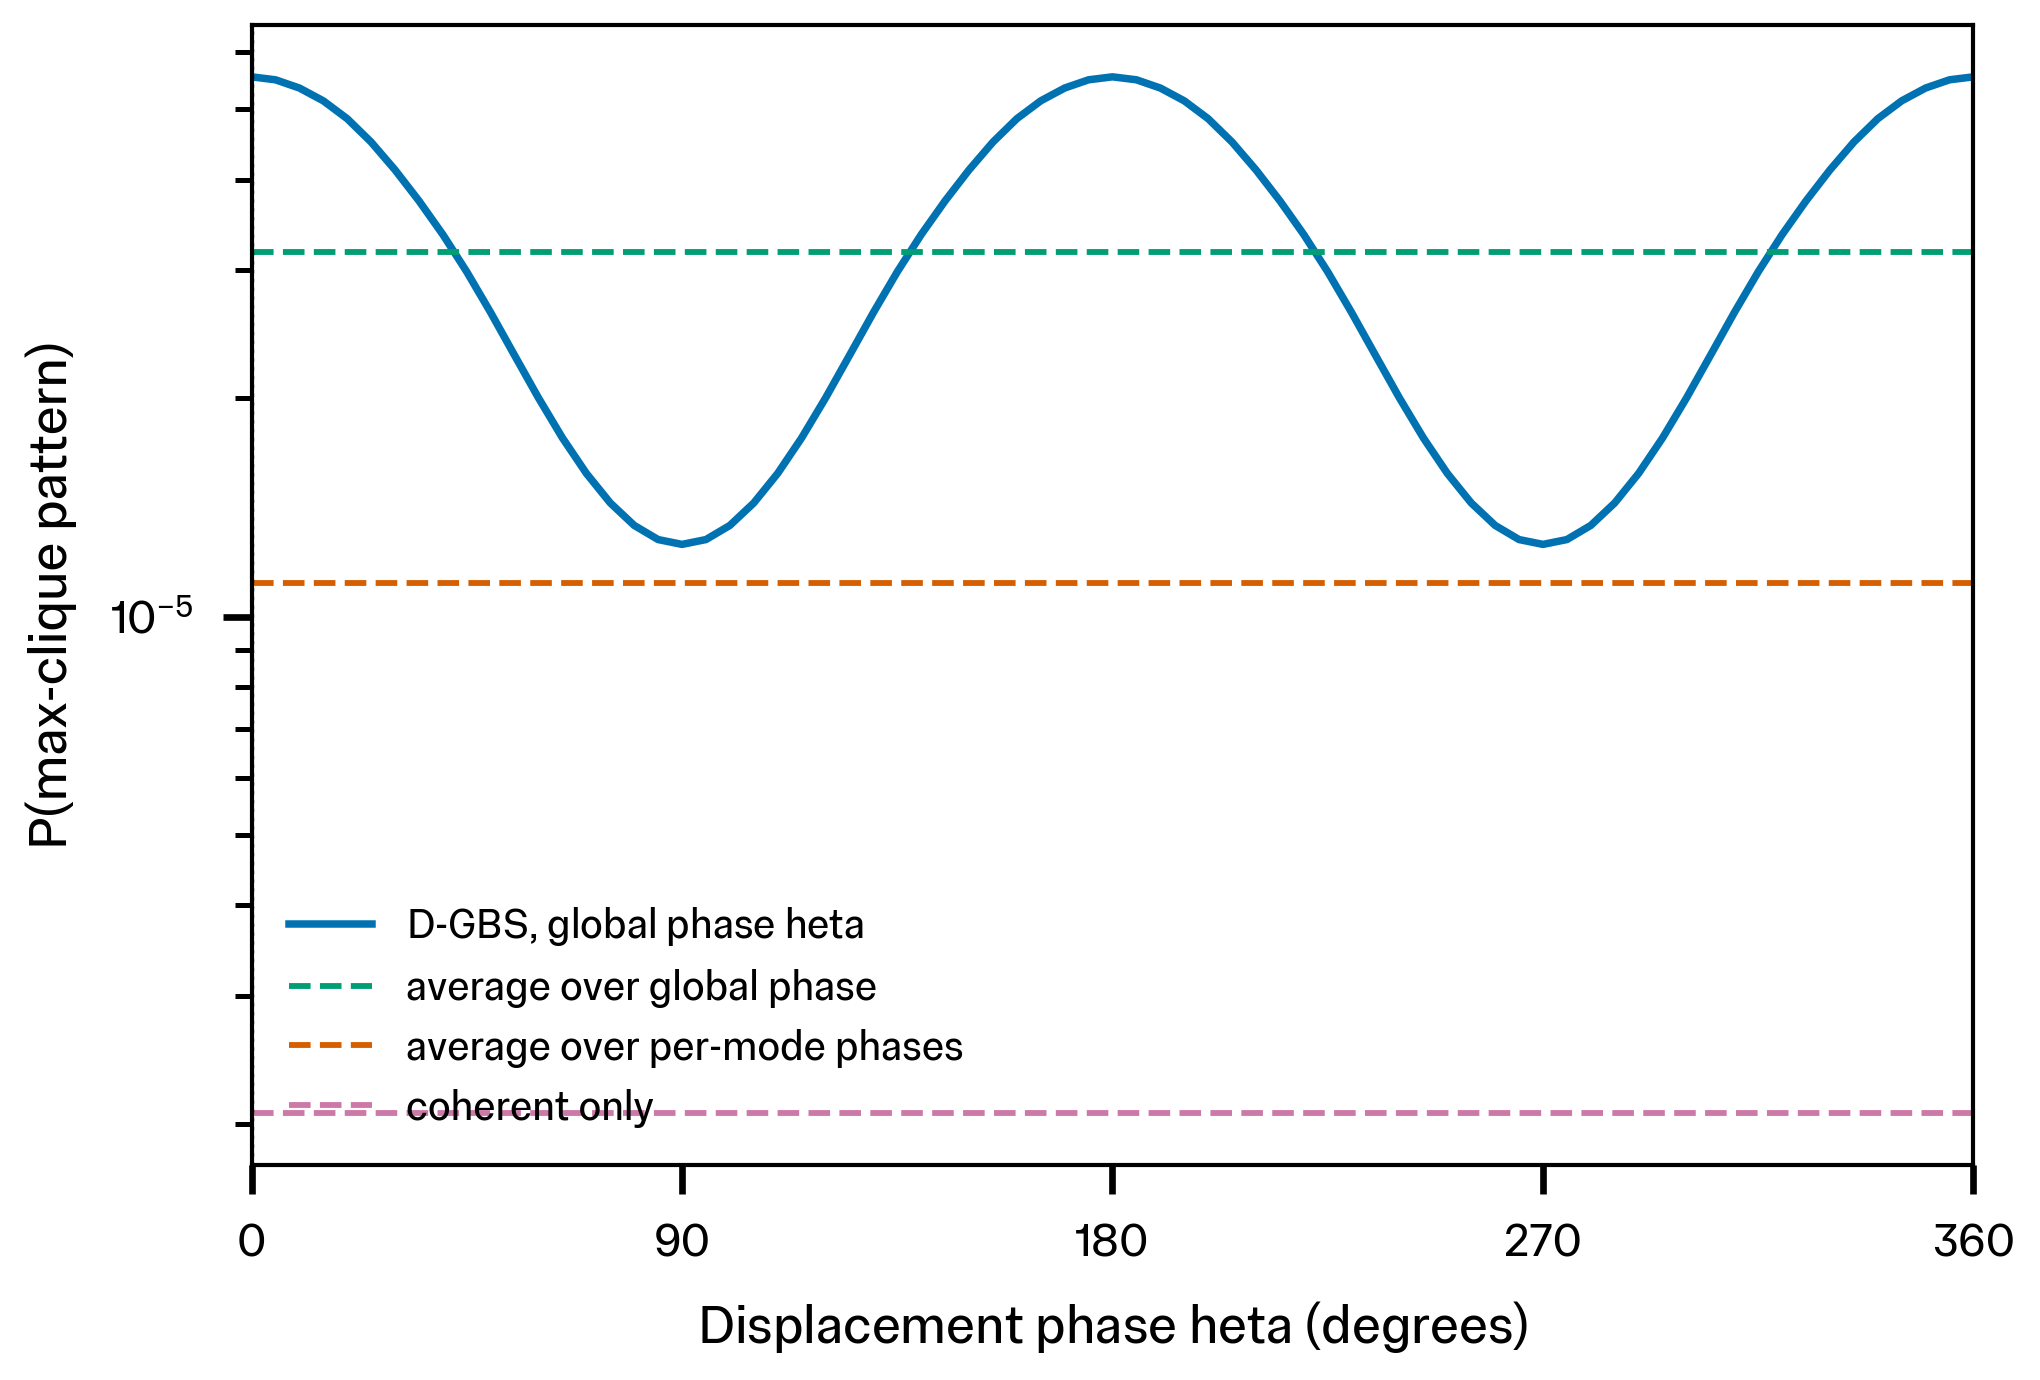 P(max-clique pattern)
10⁻⁵
D-GBS, global phase heta
average over global phase
average over per-mode phases
coherent only
0 90 180 270 360
Displacement phase heta (degrees)